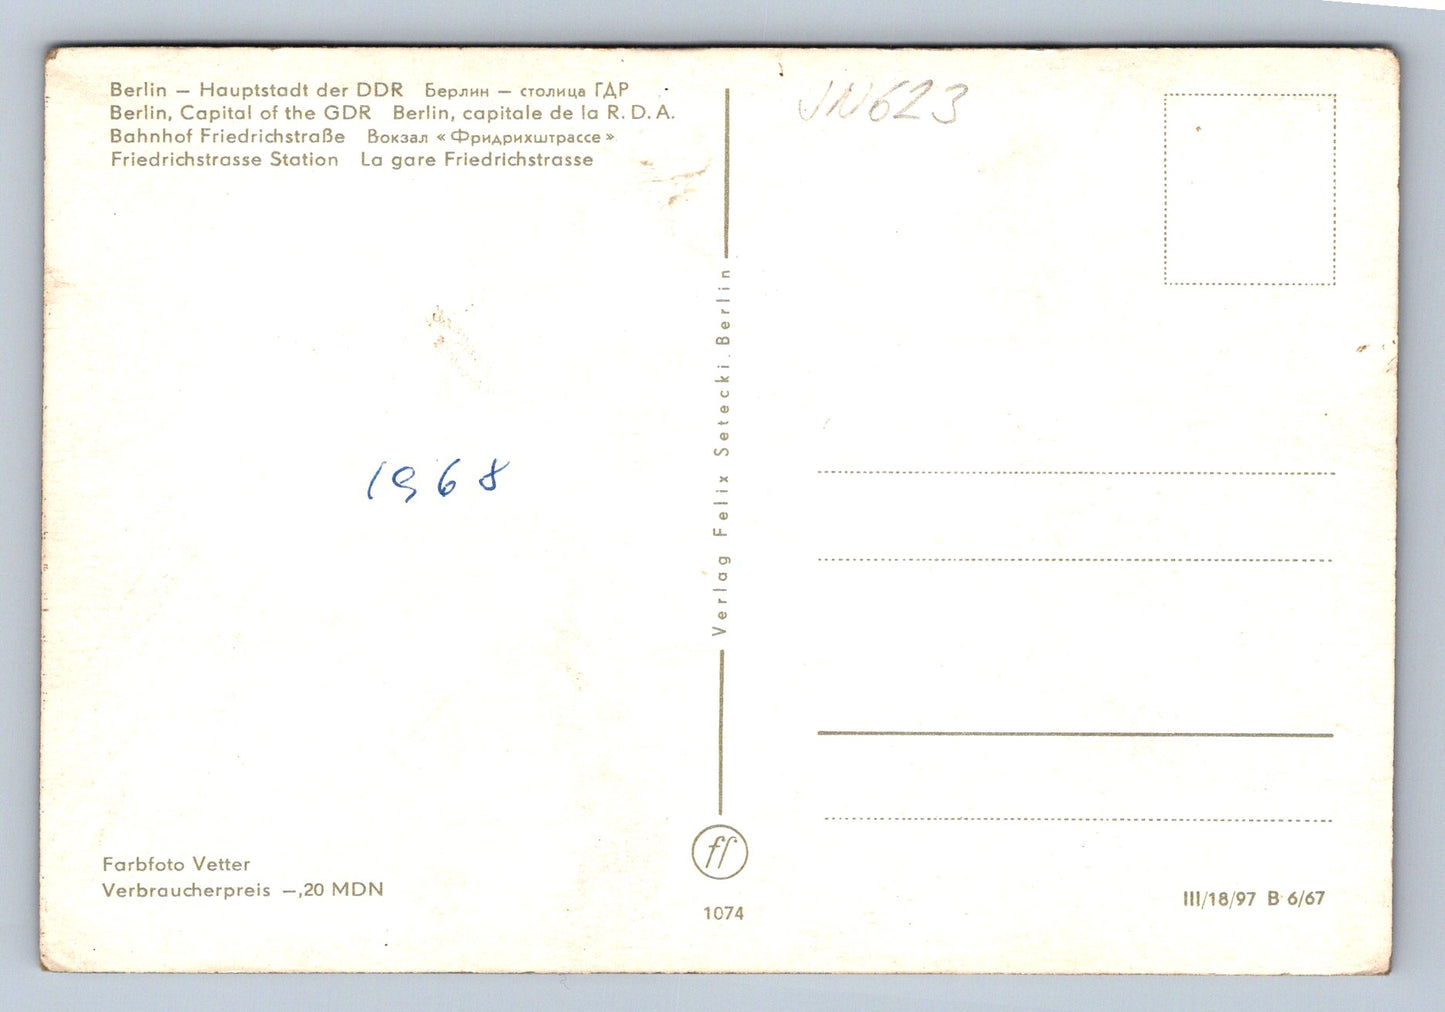 Berlin – Hauptstadt der DDR Берлин – столица ГДР
Berlin, Capital of the GDR Berlin, capitale de la R. D. A.
Bahnhof Friedrichstraße Вокзал «Фридрихштрассе»
Friedrichstrasse Station La gare Friedrichstrasse
JN623
1968
Verlag Felix Setecki, Berlin
Farbfoto Vetter
Verbraucherpreis –,20 MDN
fs
1074
III/18/97 B 6/67